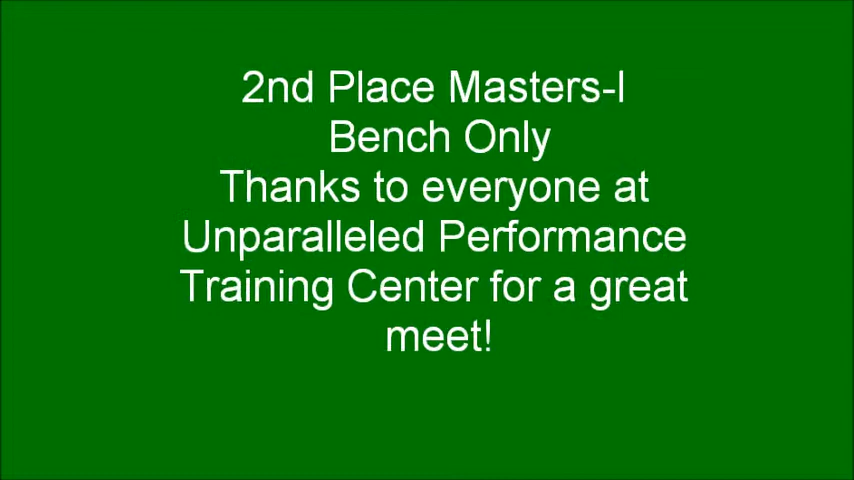 2nd Place Masters-I
Bench Only
Thanks to everyone at
Unparalleled Performance
Training Center for a great
meet!